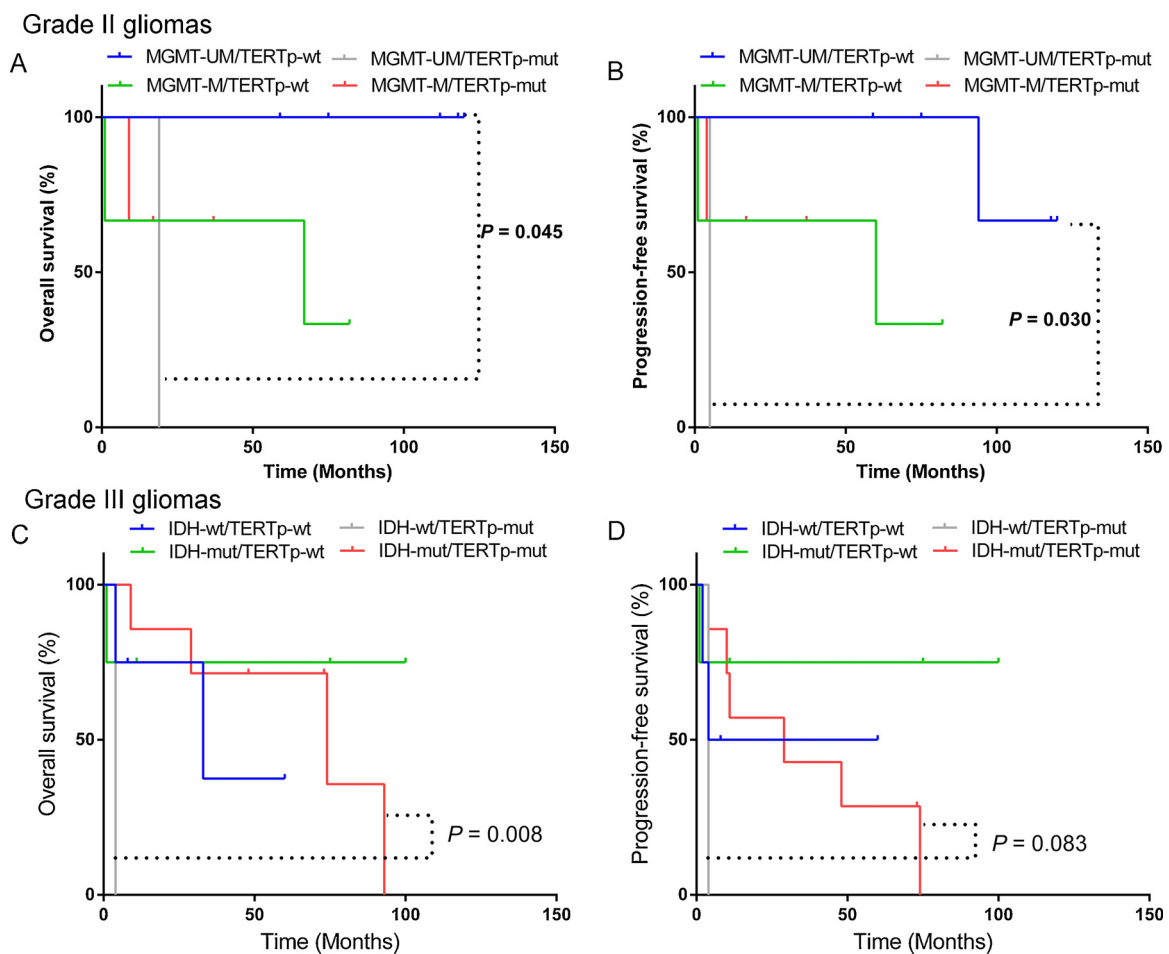 Grade II gliomas
A
MGMT-UM/TERTp-wt
MGMT-UM/TERTp-mut
MGMT-M/TERTp-wt
MGMT-M/TERTp-mut
Overall survival (%)
100
50
0
P = 0.045
0
50
100
150
Time (Months)
B
MGMT-UM/TERTp-wt
MGMT-UM/TERTp-mut
MGMT-M/TERTp-wt
MGMT-M/TERTp-mut
Progression-free survival (%)
100
50
0
P = 0.030
0
50
100
150
Time (Months)
Grade III gliomas
C
IDH-wt/TERTp-wt
IDH-wt/TERTp-mut
IDH-mut/TERTp-wt
IDH-mut/TERTp-mut
Overall survival (%)
100
50
0
P = 0.008
0
50
100
150
Time (Months)
D
IDH-wt/TERTp-wt
IDH-wt/TERTp-mut
IDH-mut/TERTp-wt
IDH-mut/TERTp-mut
Progression-free survival (%)
100
50
0
P = 0.083
0
50
100
150
Time (Months)